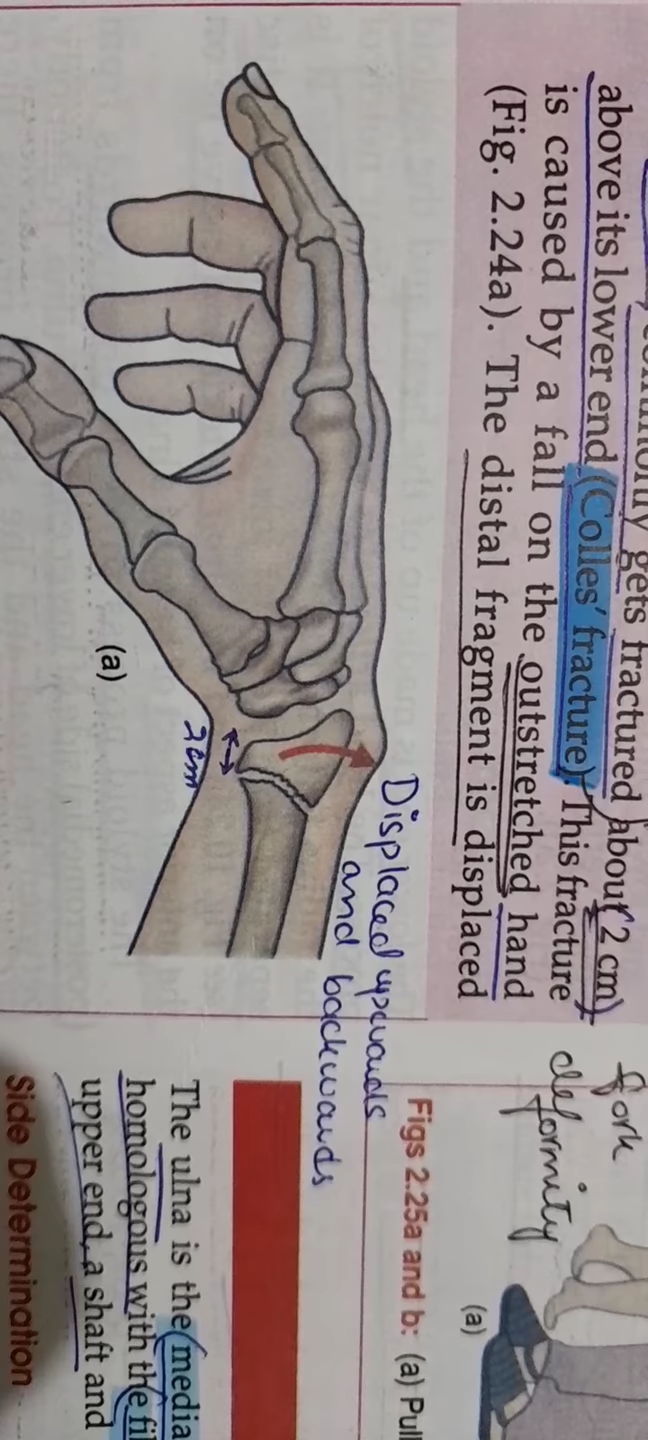 gets fractured about (2 cm)
above its lower end (Colles' fracture). This fracture
is caused by a fall on the outstretched hand
(Fig. 2.24a). The distal fragment is displaced
Displaced upwards
and backwards
2cm
(a)
fork
deformity
(a)
Figs 2.25a and b: (a) Pull
The ulna is the media
homologous with the fi
upper end, a shaft and
Side Determination